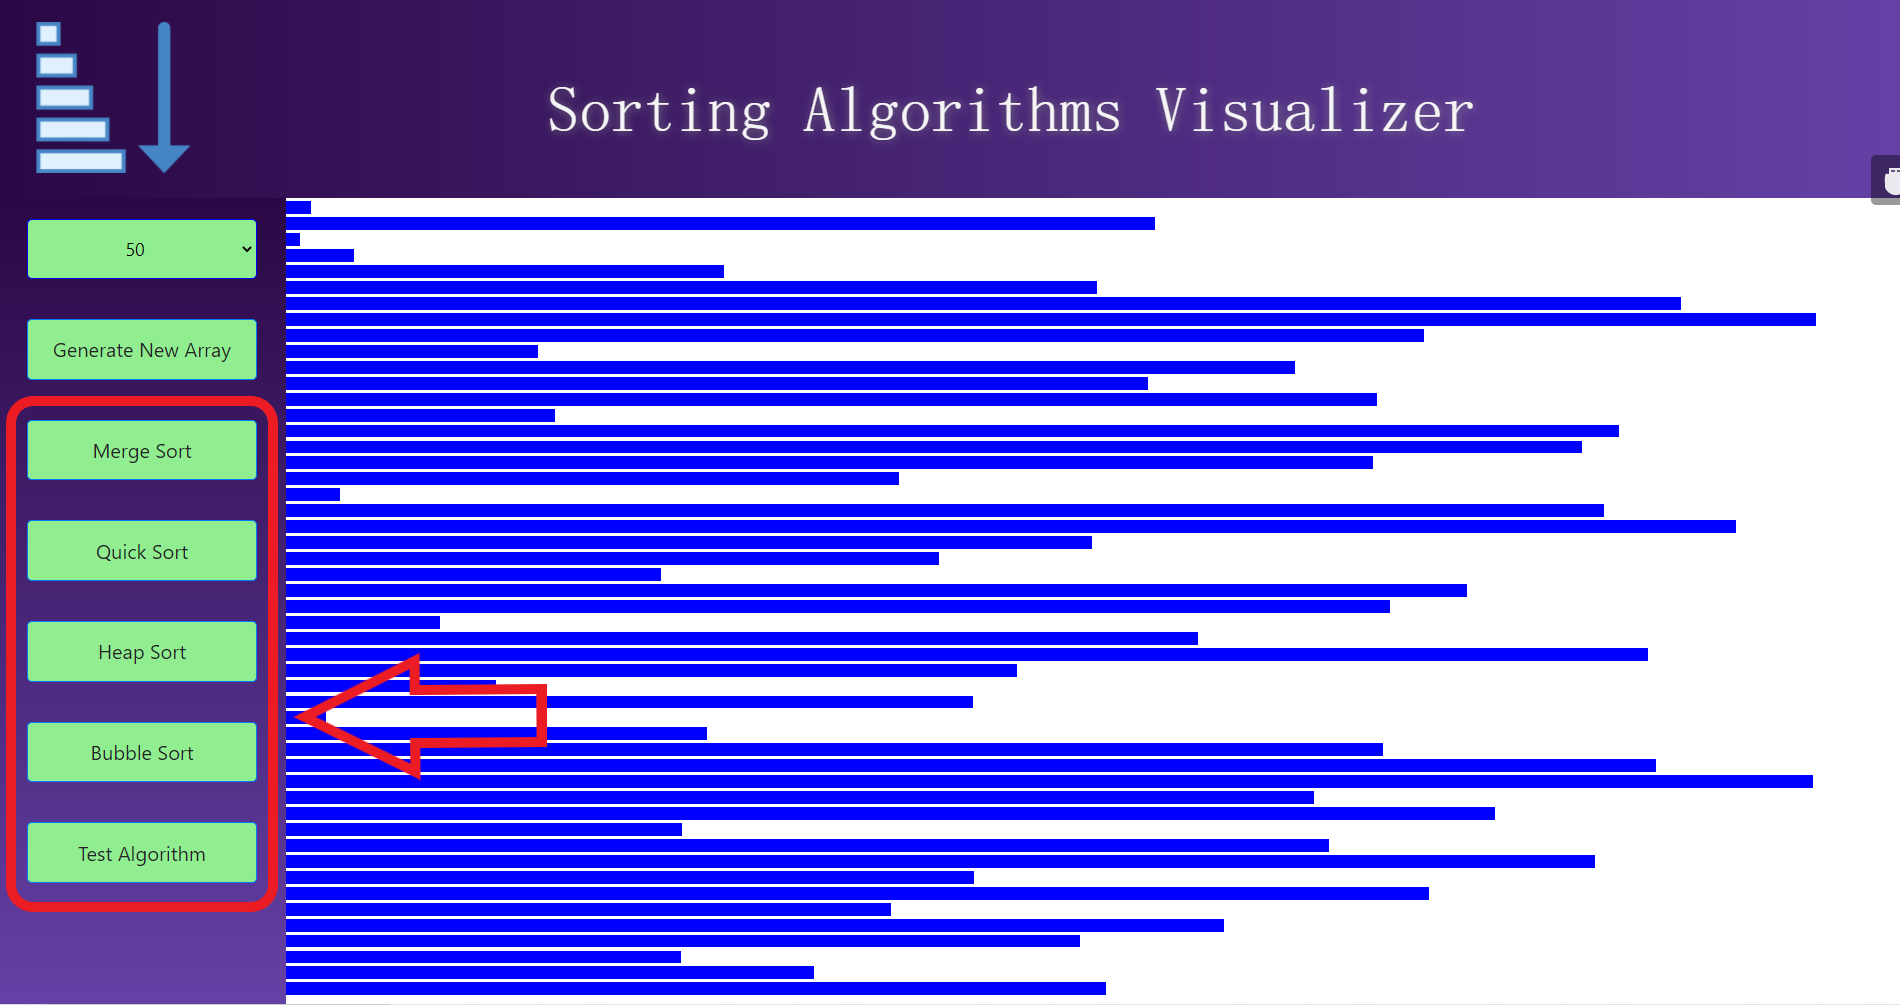 Sorting Algorithms Visualizer
50
Generate New Array
Merge Sort
Quick Sort
Heap Sort
Bubble Sort
Test Algorithm